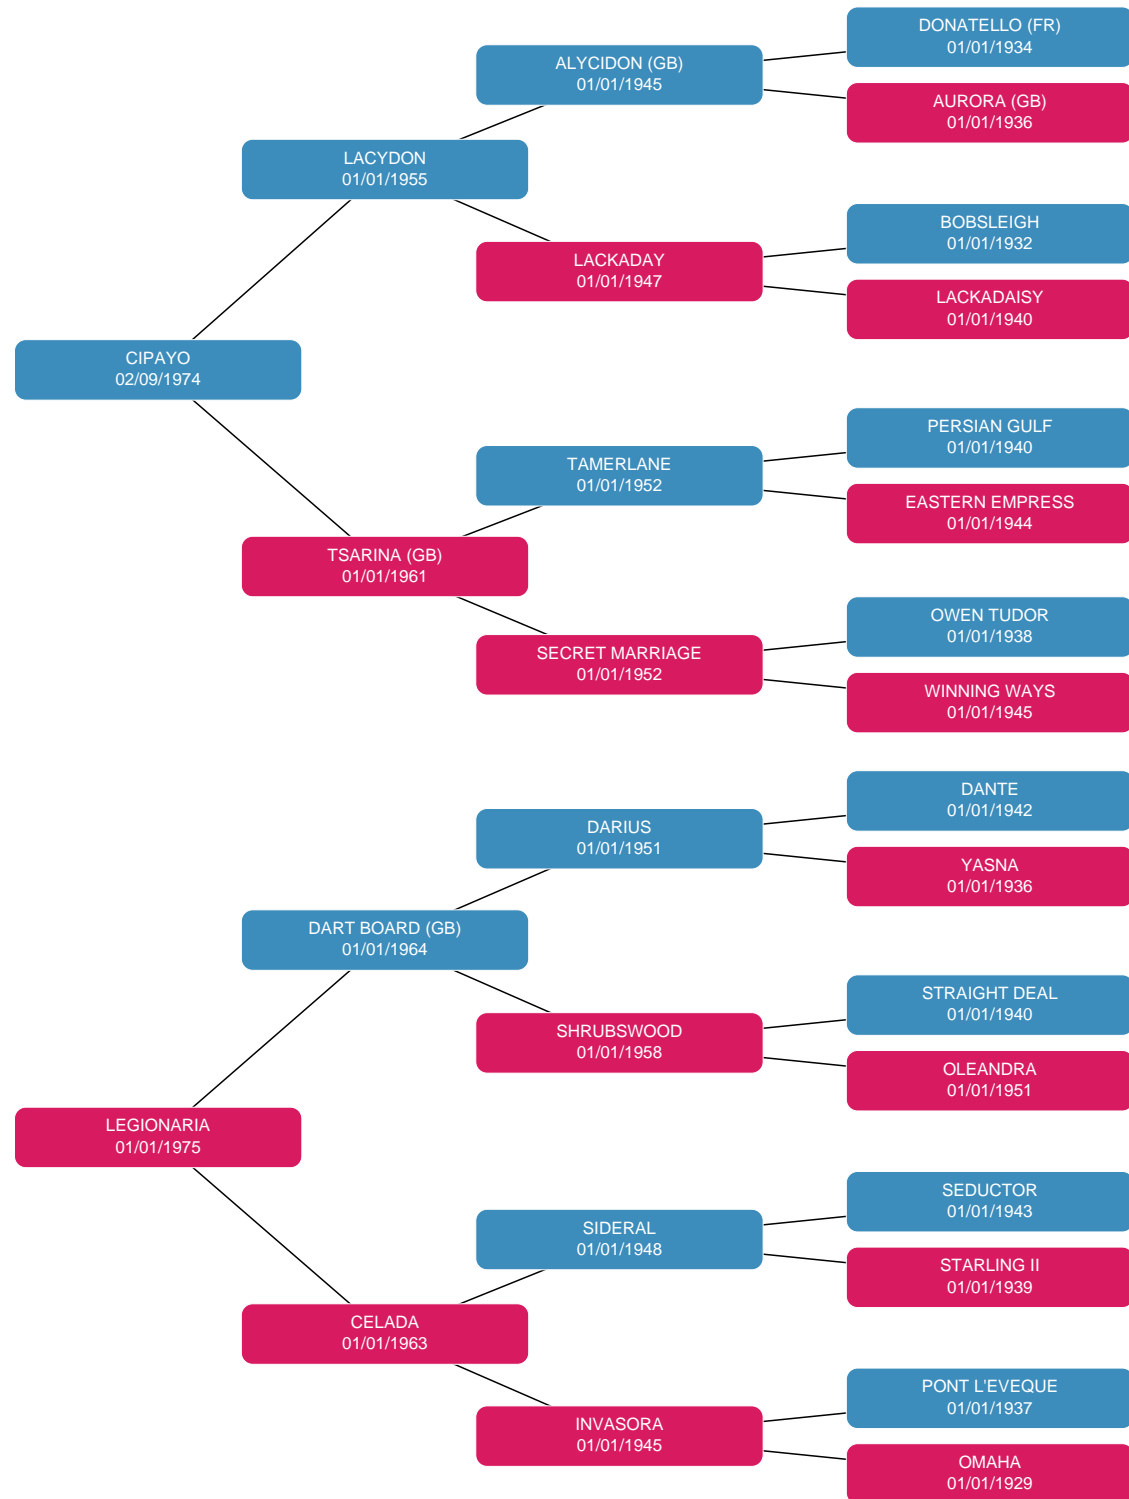 DONATELLO (FR)
01/01/1934
ALYCIDON (GB)
01/01/1945
AURORA (GB)
01/01/1936
LACYDON
01/01/1955
BOBSLEIGH
01/01/1932
LACKADAY
01/01/1947
LACKADAISY
01/01/1940
CIPAYO
02/09/1974
PERSIAN GULF
01/01/1940
TAMERLANE
01/01/1952
EASTERN EMPRESS
01/01/1944
TSARINA (GB)
01/01/1961
OWEN TUDOR
01/01/1938
SECRET MARRIAGE
01/01/1952
WINNING WAYS
01/01/1945
DANTE
01/01/1942
DARIUS
01/01/1951
YASNA
01/01/1936
DART BOARD (GB)
01/01/1964
STRAIGHT DEAL
01/01/1940
SHRUBSWOOD
01/01/1958
OLEANDRA
01/01/1951
LEGIONARIA
01/01/1975
SEDUCTOR
01/01/1943
SIDERAL
01/01/1948
STARLING II
01/01/1939
CELADA
01/01/1963
PONT L'EVEQUE
01/01/1937
INVASORA
01/01/1945
OMAHA
01/01/1929